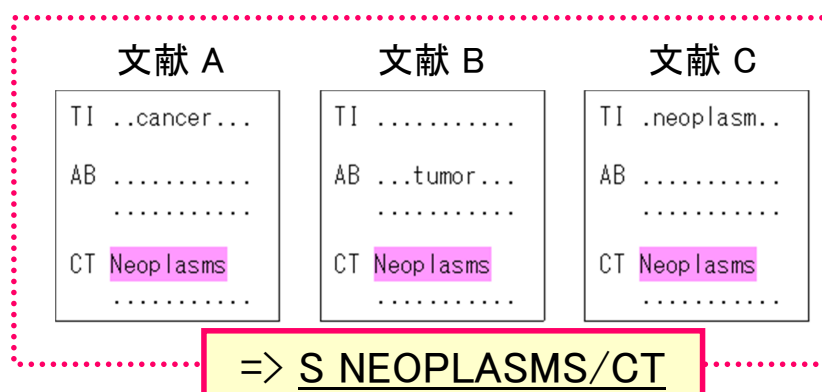 文献 A
TI ..cancer...
AB ...........
...........
CT Neoplasms
...........
文献 B
TI ...........
AB ...tumor...
...........
CT Neoplasms
...........
文献 C
TI .neoplasm..
AB ...........
...........
CT Neoplasms
...........
=> S NEOPLASMS/CT